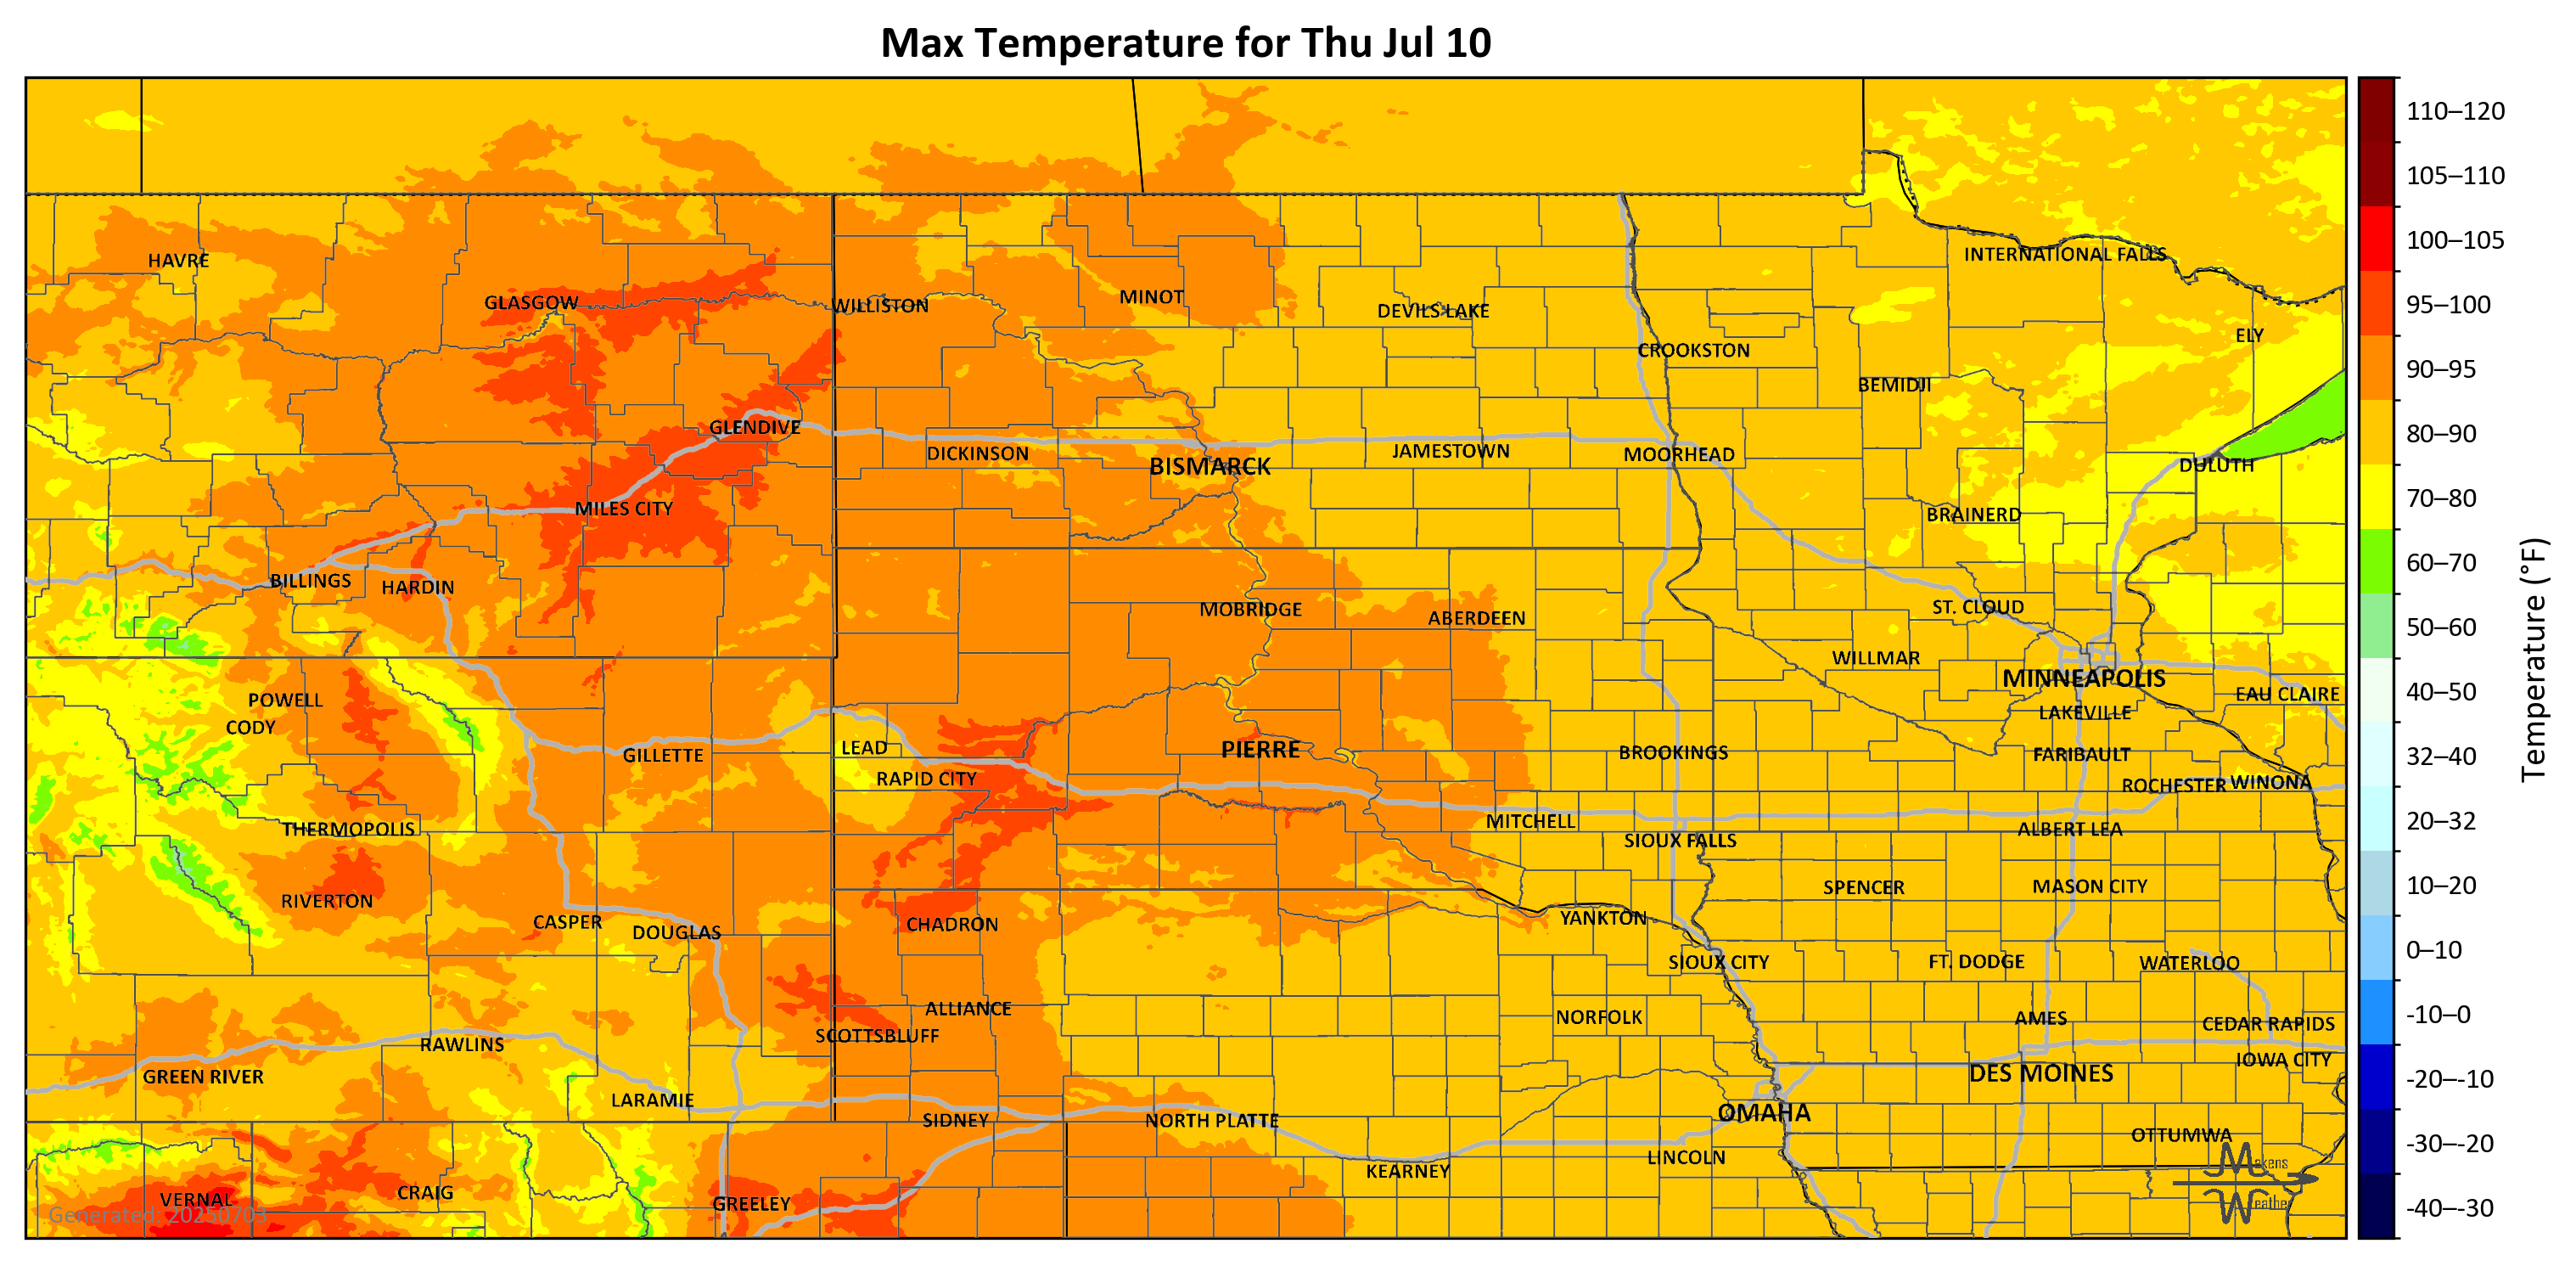 Max Temperature for Thu Jul 10
110–120
105–110
100–105
95–100
90–95
80–90
70–80
60–70
50–60
40–50
32–40
20–32
10–20
0–10
-10–0
-20–-10
-30–-20
-40–-30
Temperature (°F)
HAVRE
INTERNATIONAL FALLS
GLASGOW
WILLISTON
MINOT
DEVILS LAKE
ELY
CROOKSTON
BEMIDJI
GLENDIVE
DICKINSON
BISMARCK
JAMESTOWN
MOORHEAD
DULUTH
MILES CITY
BRAINERD
BILLINGS
HARDIN
MOBRIDGE
ABERDEEN
ST. CLOUD
WILLMAR
MINNEAPOLIS
POWELL
EAU CLAIRE
CODY
LAKEVILLE
GILLETTE
LEAD
PIERRE
BROOKINGS
FARIBAULT
RAPID CITY
ROCHESTER
WINONA
THERMOPOLIS
MITCHELL
SIOUX FALLS
ALBERT LEA
RIVERTON
SPENCER
MASON CITY
CASPER
DOUGLAS
CHADRON
YANKTON
SIOUX CITY
FT. DODGE
WATERLOO
ALLIANCE
SCOTTSBLUFF
NORFOLK
AMES
CEDAR RAPIDS
RAWLINS
IOWA CITY
GREEN RIVER
DES MOINES
LARAMIE
SIDNEY
NORTH PLATTE
OMAHA
OTTUMWA
KEARNEY
LINCOLN
VERNAL
CRAIG
GREELEY
Generated: 20250703
Makens
Weather